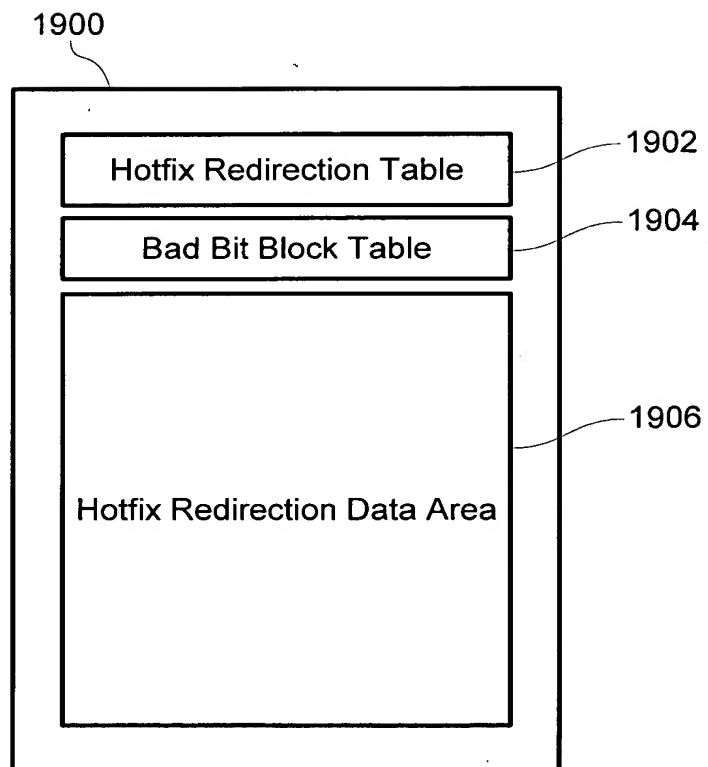 1900
Hotfix Redirection Table
1902
Bad Bit Block Table
1904
Hotfix Redirection Data Area
1906